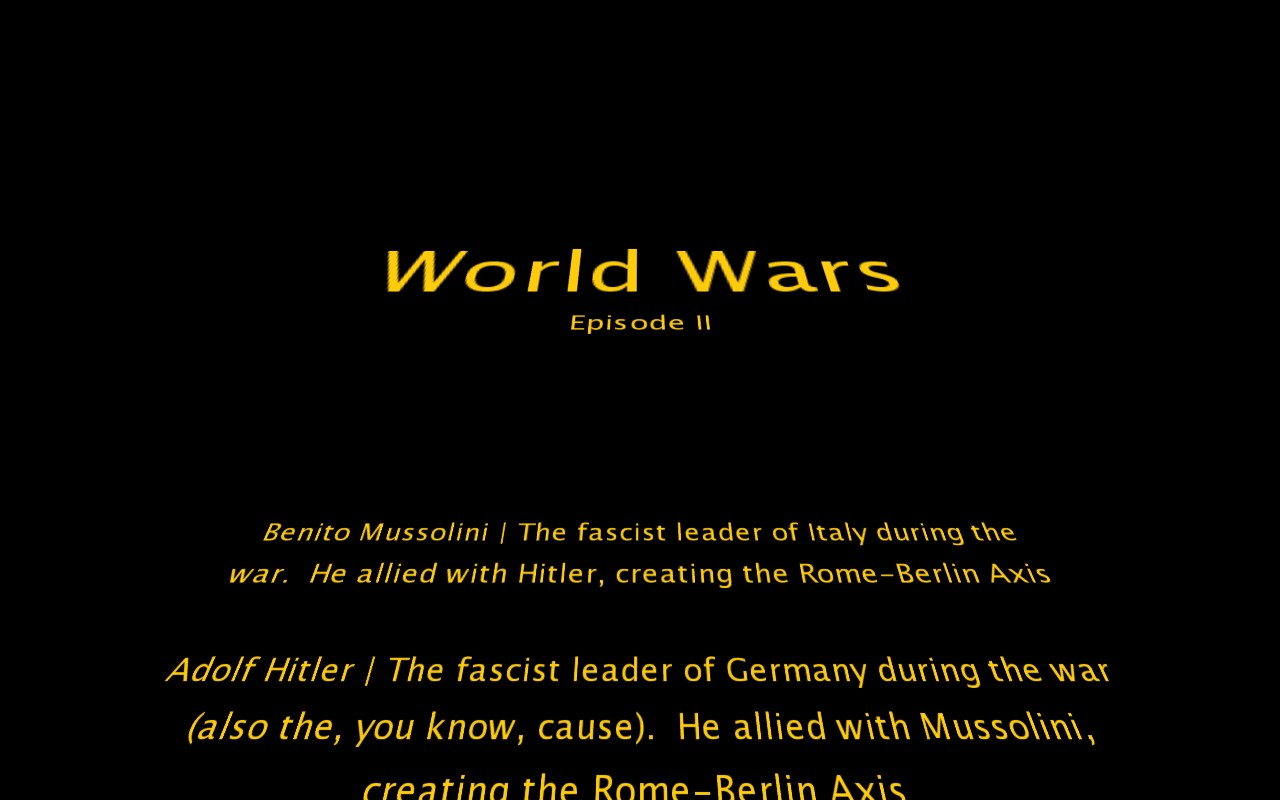 World Wars
Episode II
Benito Mussolini | The fascist leader of Italy during the
war.  He allied with Hitler, creating the Rome-Berlin Axis
Adolf Hitler | The fascist leader of Germany during the war
(also the, you know, cause).  He allied with Mussolini,
creating the Rome-Berlin Axis